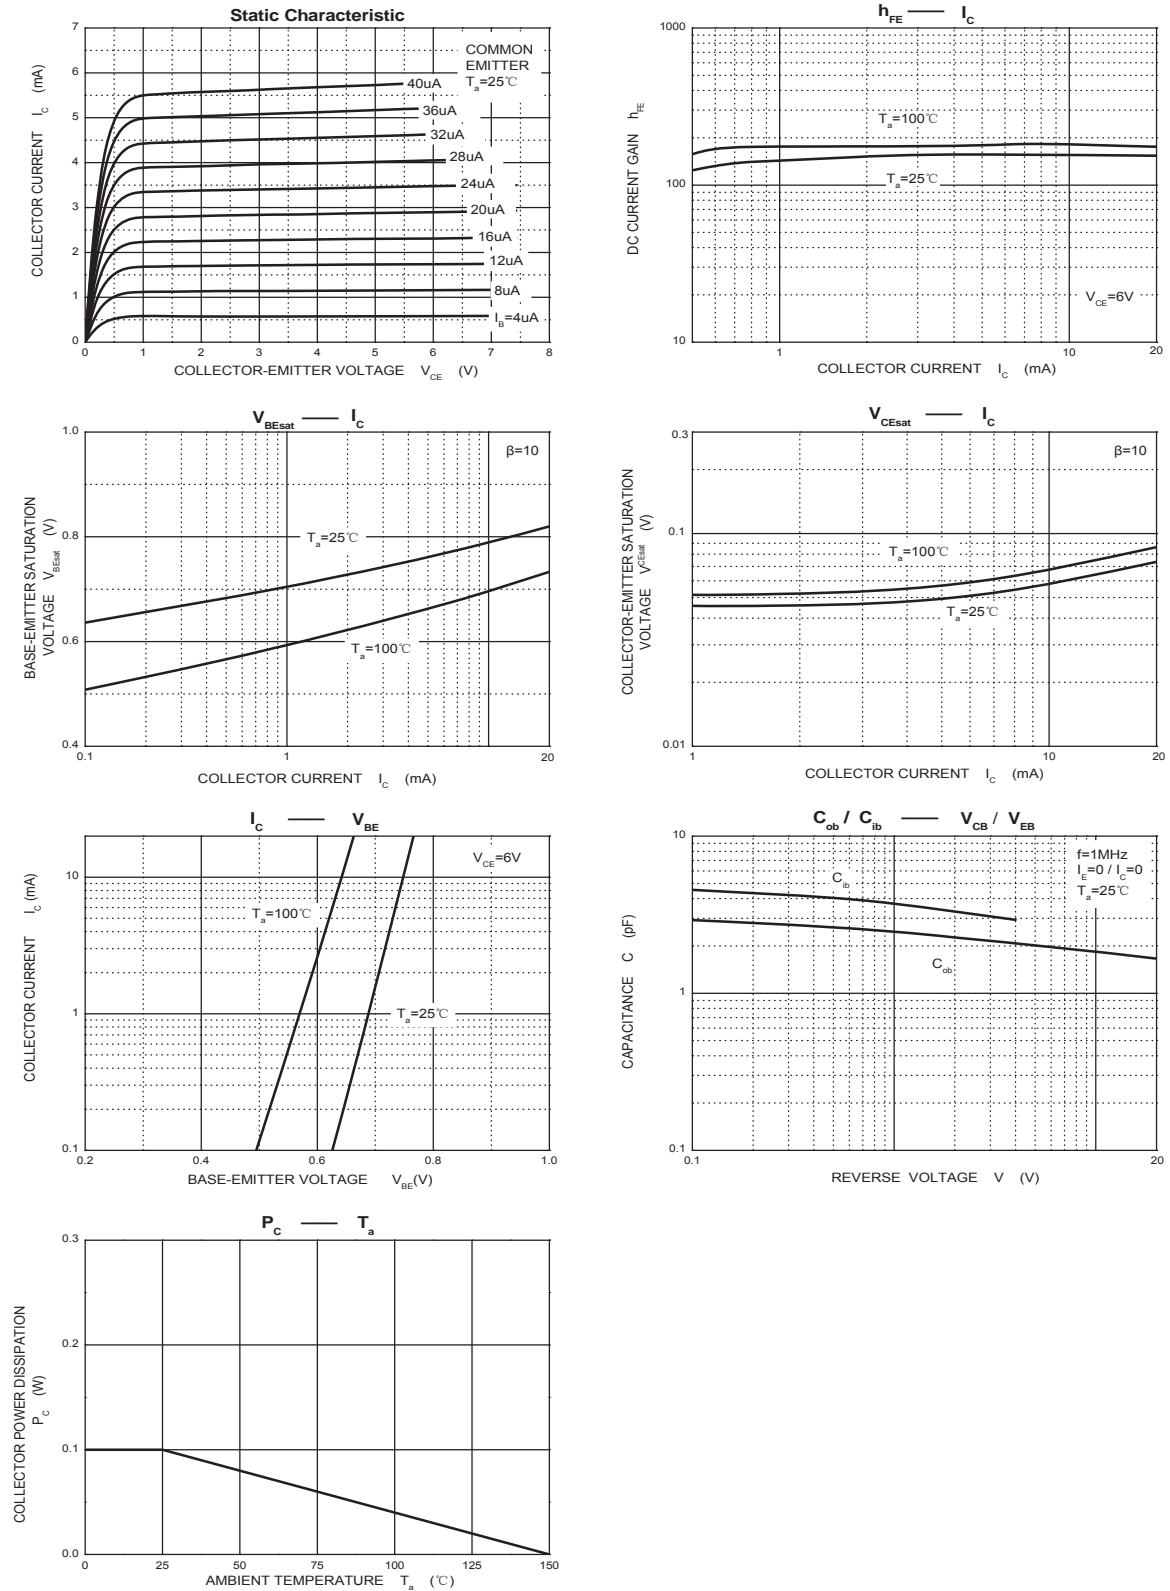 Static Characteristic
7
6
5
4
3
2
1
0
0 1 2 3 4 5 6 7 8
COLLECTOR CURRENT I_C (mA)
COLLECTOR-EMITTER VOLTAGE V_CE (V)
COMMON
EMITTER
T_a=25℃
40uA
36uA
32uA
28uA
24uA
20uA
16uA
12uA
8uA
I_B=4uA
h_FE —— I_C
1000
100
10
1 10 20
DC CURRENT GAIN h_FE
COLLECTOR CURRENT I_C (mA)
T_a=100℃
T_a=25℃
V_CE=6V
V_BEsat —— I_C
1.0
0.8
0.6
0.4
0.1 1 20
BASE-EMITTER SATURATION
VOLTAGE V_BEsat (V)
COLLECTOR CURRENT I_C (mA)
β=10
T_a=25℃
T_a=100℃
V_CEsat —— I_C
0.3
0.1
0.01
1 10 20
COLLECTOR-EMITTER SATURATION
VOLTAGE V_CEsat (V)
COLLECTOR CURRENT I_C (mA)
β=10
T_a=100℃
T_a=25℃
I_C —— V_BE
10
1
0.1
0.2 0.4 0.6 0.8 1.0
COLLECTOR CURRENT I_C (mA)
BASE-EMITTER VOLTAGE V_BE(V)
V_CE=6V
T_a=100℃
T_a=25℃
C_ob / C_ib —— V_CB / V_EB
10
1
0.1
0.1 20
CAPACITANCE C (pF)
REVERSE VOLTAGE V (V)
f=1MHz
I_E=0 / I_C=0
T_a=25℃
C_ib
C_ob
P_C —— T_a
0.3
0.2
0.1
0.0
0 25 50 75 100 125 150
COLLECTOR POWER DISSIPATION
P_C (W)
AMBIENT TEMPERATURE T_a (℃)